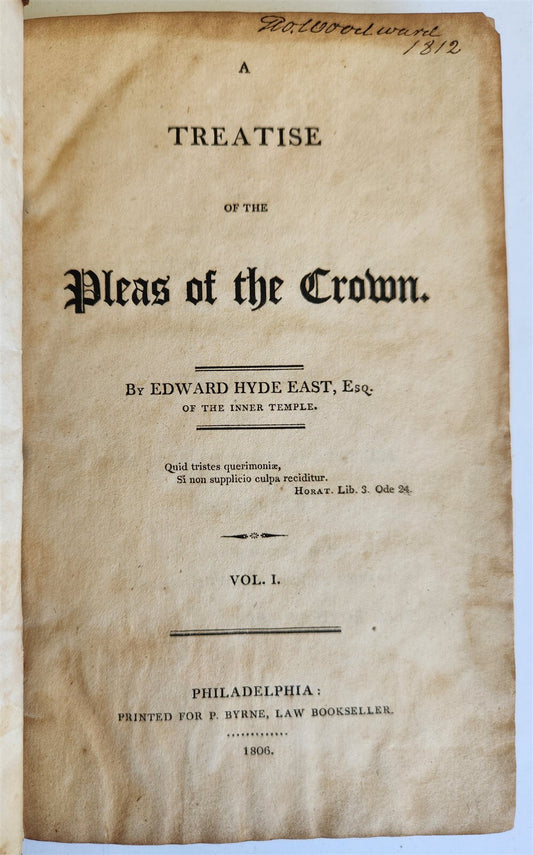 Ro. Woodward
1812
A
TREATISE
OF THE
Pleas of the Crown.
By EDWARD HYDE EAST, Esq.
OF THE INNER TEMPLE.
Quid tristes querimoniæ,
Si non supplicio culpa reciditur.
Horat. Lib. 3. Ode 24.
VOL. I.
PHILADELPHIA:
PRINTED FOR P. BYRNE, LAW BOOKSELLER.
1806.